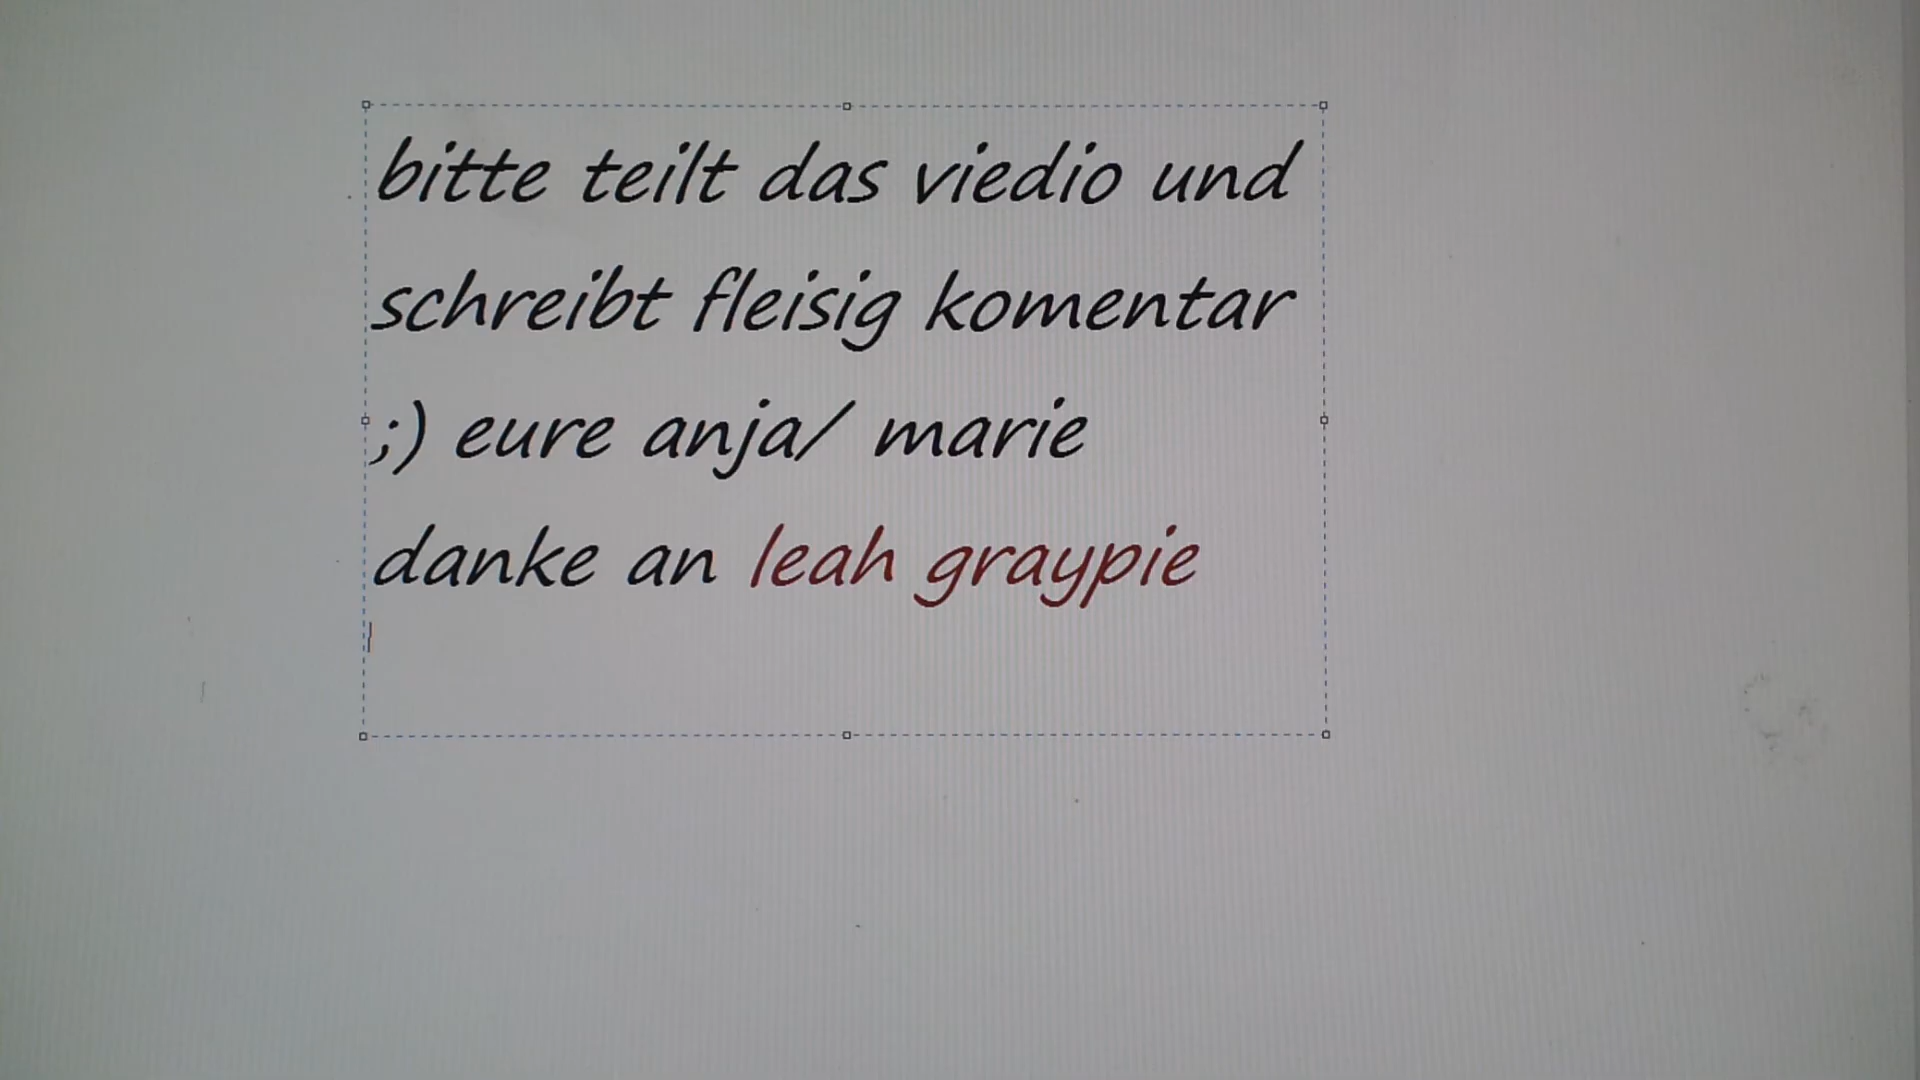 bitte teilt das viedio und
schreibt fleisig komentar
;) eure anja/ marie
danke an leah graypie